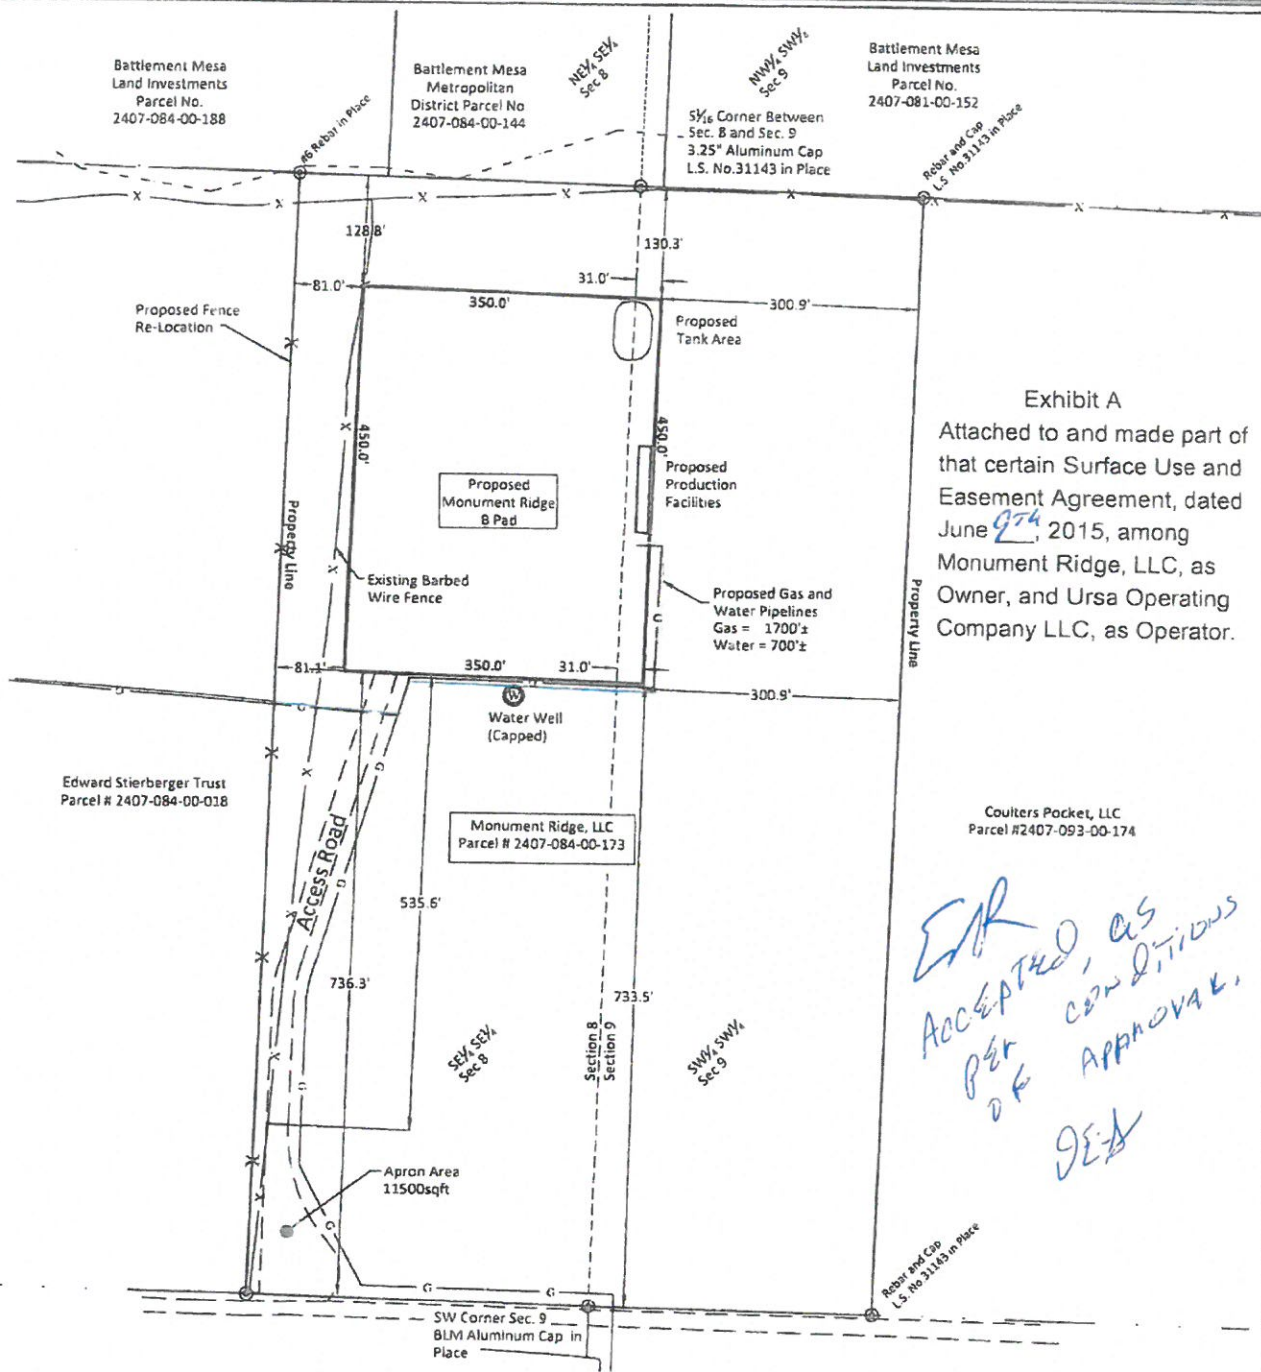 Battlement Mesa
Land Investments
Parcel No.
2407-084-00-188
#6 Rebar in Place
Battlement Mesa
Metropolitan
District Parcel No
2407-084-00-144
NE¼ SE¼
Sec 8
NW¼ SW¼
Sec 9
S1/16 Corner Between
Sec. 8 and Sec. 9
3.25" Aluminum Cap
L.S. No.31143 in Place
Battlement Mesa
Land Investments
Parcel No.
2407-081-00-152
Rebar and Cap
L.S. No.31143 in Place
128.8'
130.3'
81.0'
31.0'
350.0'
300.9'
Proposed Fence
Re-Location
Proposed
Tank Area
450.0'
450.0'
Exhibit A
Attached to and made part of
that certain Surface Use and
Easement Agreement, dated
June 9TH, 2015, among
Monument Ridge, LLC, as
Owner, and Ursa Operating
Company LLC, as Operator.
Proposed
Production
Facilities
Proposed
Monument Ridge
B Pad
Property Line
Existing Barbed
Wire Fence
Proposed Gas and
Water Pipelines
Gas = 1700'±
Water = 700'±
Property Line
81.1'
350.0'
31.0'
300.9'
Water Well
(Capped)
W
Edward Stierberger Trust
Parcel # 2407-084-00-018
Access Road
Monument Ridge, LLC
Parcel # 2407-084-00-173
Coulters Pocket, LLC
Parcel #2407-093-00-174
535.6'
736.3'
733.5'
SE¼ SE¼
Sec 8
Section 8
Section 9
SW¼ SW¼
Sec 9
ACCEPTED, AS
PER CONDITIONS
OF APPROVAL.
Apron Area
11500sqft
Rebar and Cap
L.S. No.31143 in Place
SW Corner Sec. 9
BLM Aluminum Cap in
Place